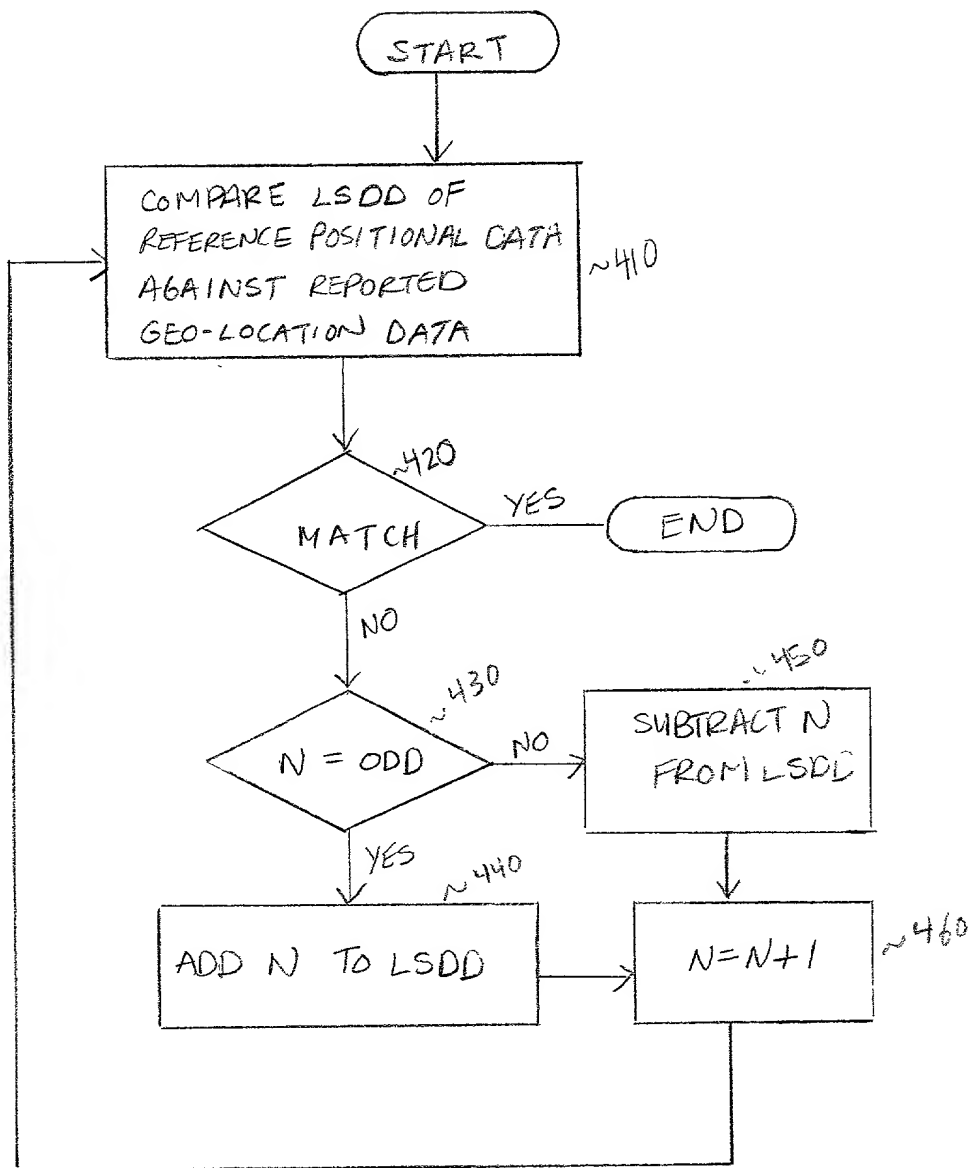 START
COMPARE LSDD OF
REFERENCE POSITIONAL DATA
AGAINST REPORTED
GEO-LOCATION DATA
~410
~420
MATCH
YES
END
NO
~430
N = ODD
NO
~450
SUBTRACT N
FROM LSDD
YES
~440
ADD N TO LSDD
N=N+1
~460